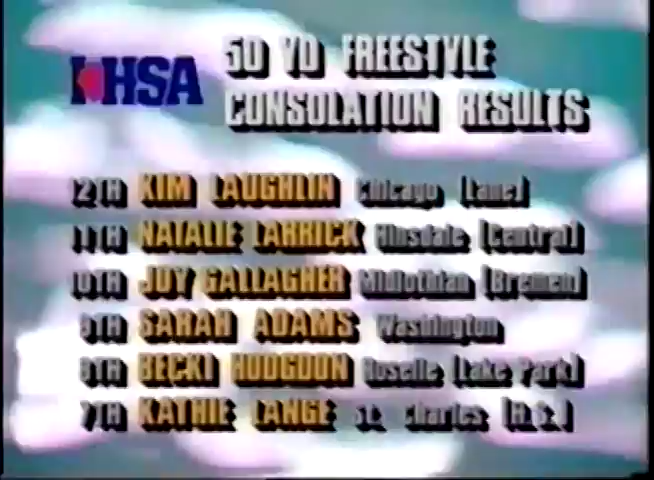 IHSA
50 YD FREESTYLE
CONSOLATION RESULTS
12TH KIM LAUGHLIN Chicago (Lane)
11TH NATALIE LARRICK Hinsdale (Central)
10TH JOY GALLAGHER Midlothian (Bremen)
9TH SARAH ADAMS Washington
8TH BECKI HODGDON Roselle (Lake Park)
7TH KATHIE LANGE St. Charles (H.S.)